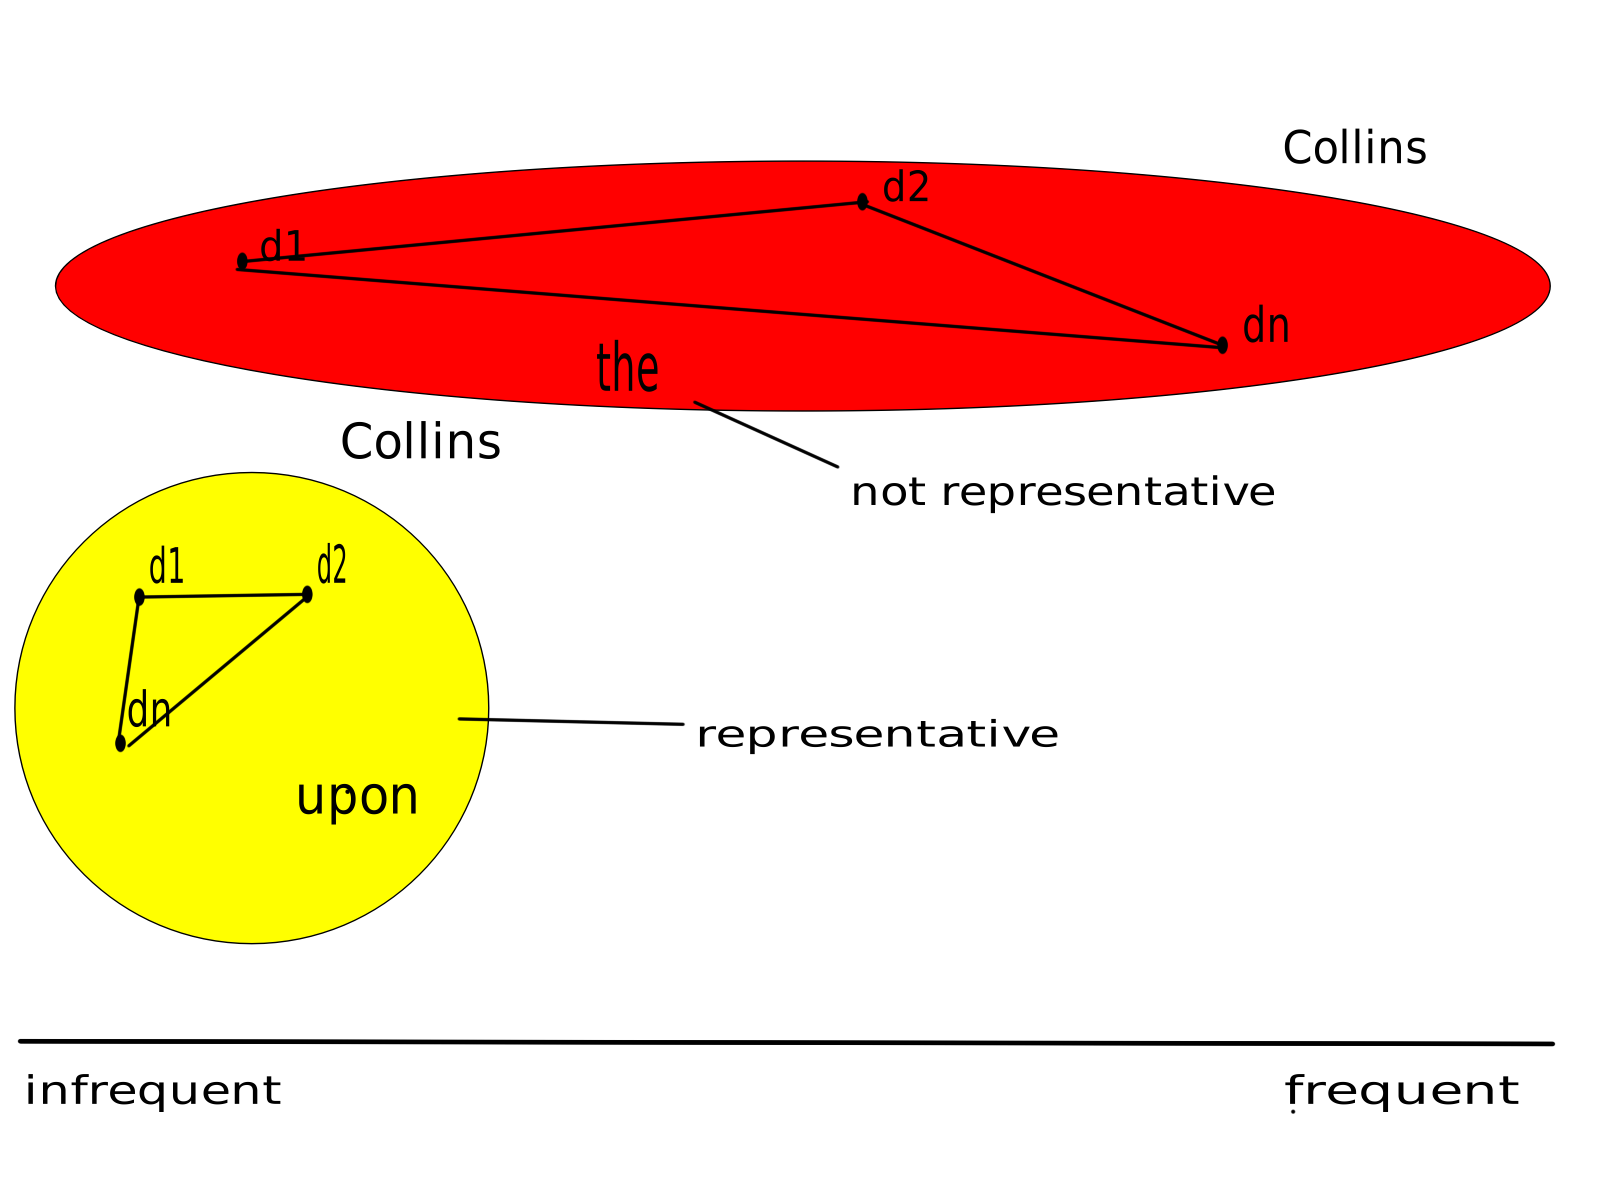 Collins
d2
d1
dn
the
Collins
not representative
d1
d2
dn
representative
upon
infrequent
frequent